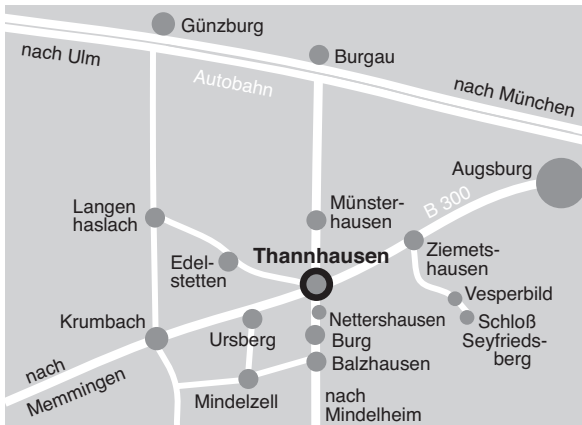 Günzburg
Burgau
nach Ulm
Autobahn
nach München
Augsburg
B 300
Langen
haslach
Münster-
hausen
Ziemets-
hausen
Edel-
stetten
Thannhausen
Vesperbild
Schloß
Seyfrieds-
berg
Krumbach
Ursberg
Nettershausen
Burg
Balzhausen
nach
Memmingen
Mindelzell
nach
Mindelheim